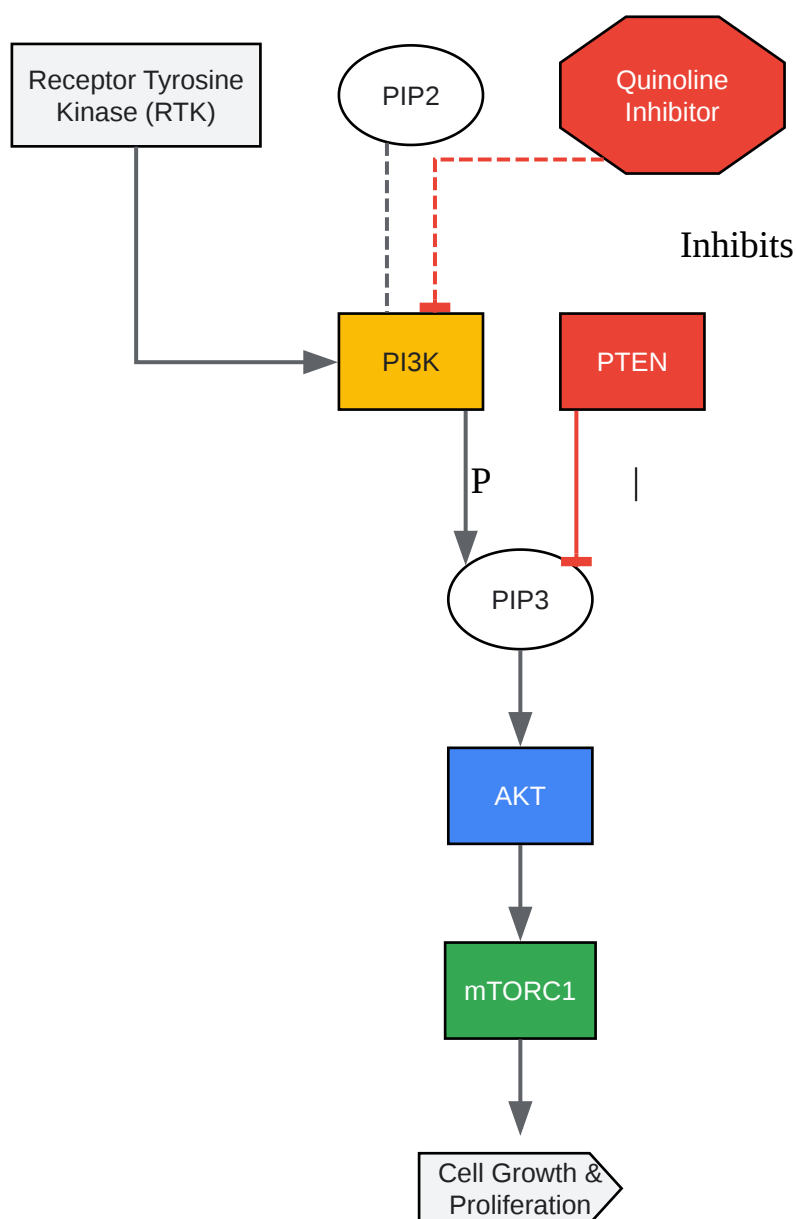 Receptor Tyrosine
Kinase (RTK)
PIP2
Quinoline
Inhibitor
Inhibits
PI3K
PTEN
P
|
PIP3
AKT
mTORC1
Cell Growth &
Proliferation